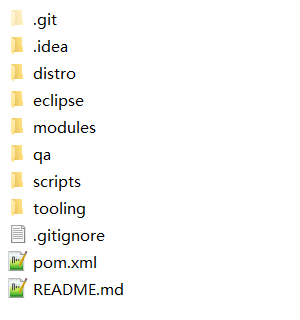 .git
.idea
distro
eclipse
modules
qa
scripts
tooling
.gitignore
pom.xml
README.md